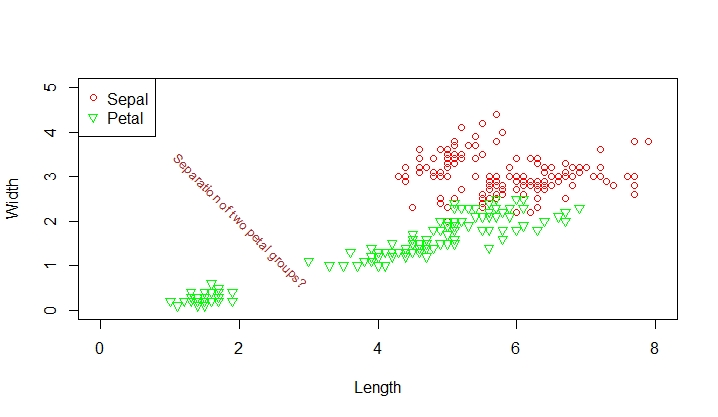 Sepal
Petal
Separation of two petal groups?
5
4
3
2
1
0
Width
0 2 4 6 8
Length